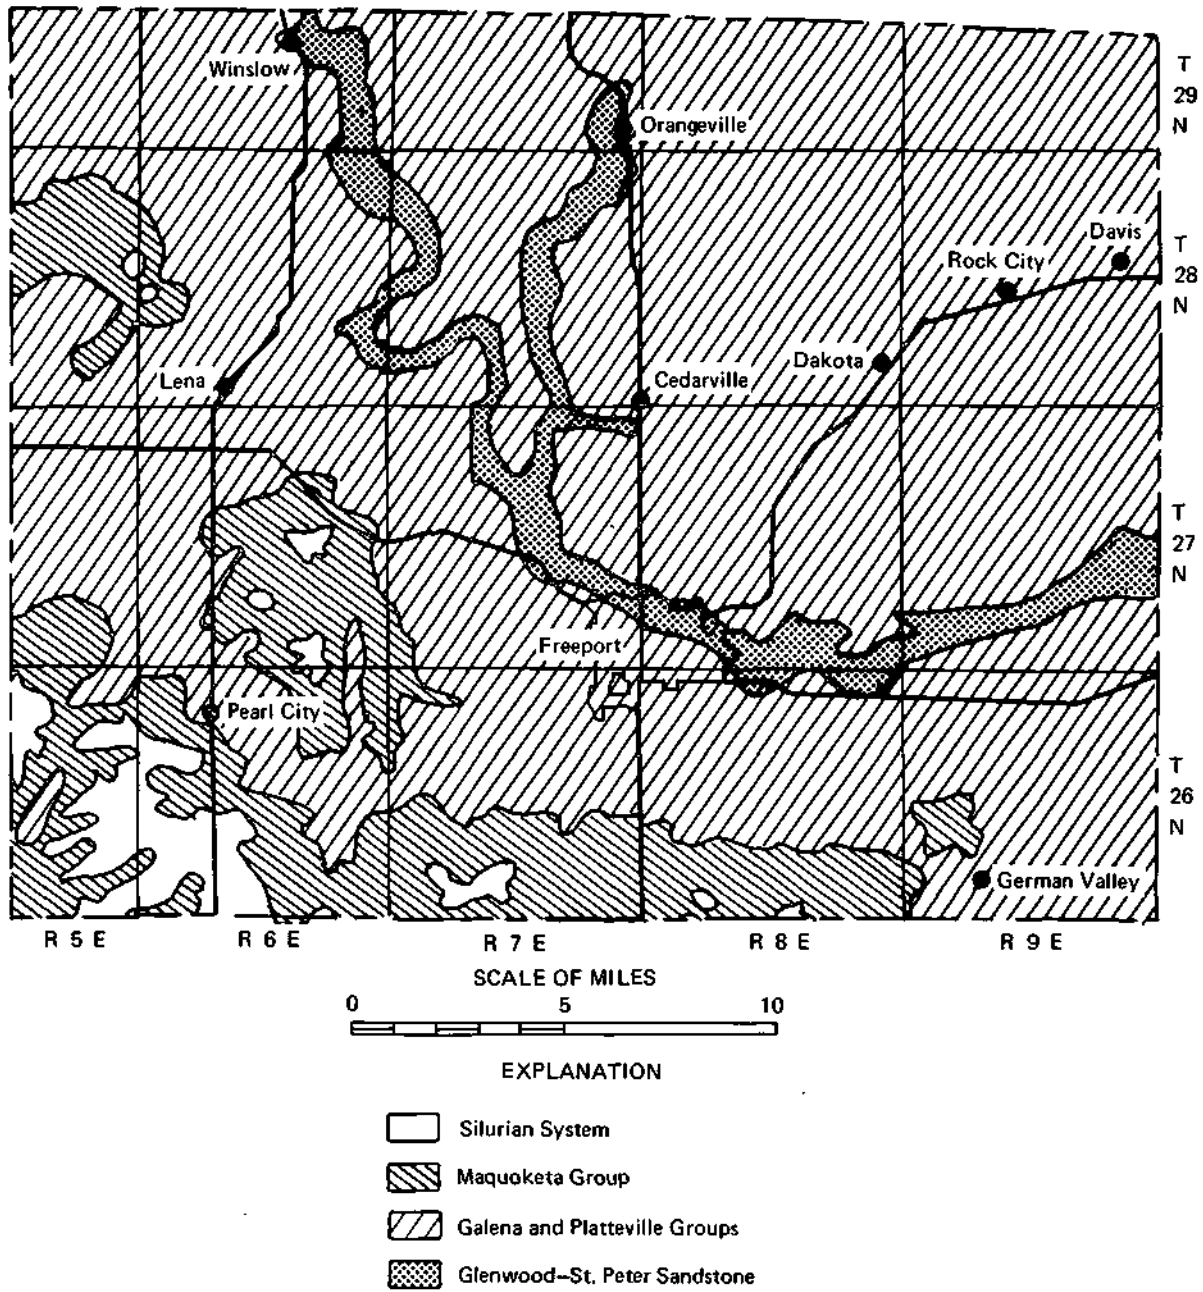 Winslow
Orangeville
Davis
Rock City
Dakota
Lena
Cedarville
Freeport
Pearl City
German Valley
T
29
N
T
28
N
T
27
N
T
26
N
R 5 E
R 6 E
R 7 E
R 8 E
R 9 E
SCALE OF MILES
0 5 10
EXPLANATION
Silurian System
Maquoketa Group
Galena and Platteville Groups
Glenwood–St. Peter Sandstone